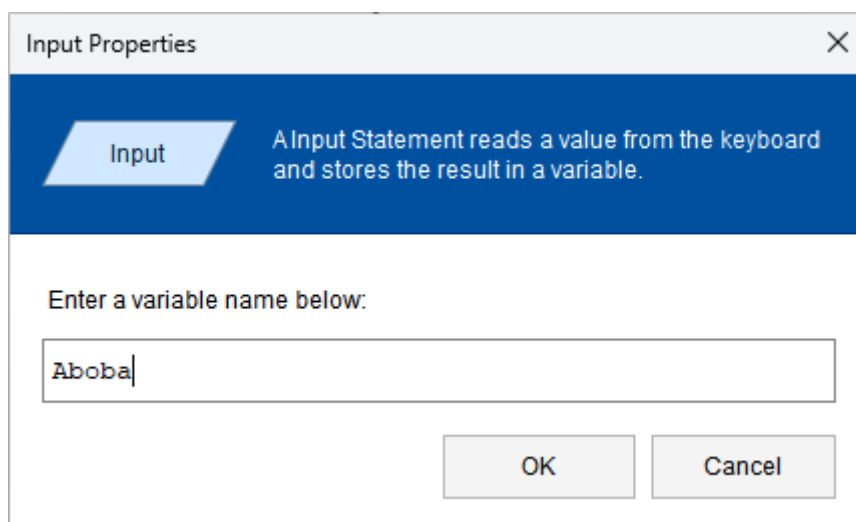 Input Properties
Input
A Input Statement reads a value from the keyboard
and stores the result in a variable.
Enter a variable name below:
Aboba
OK
Cancel